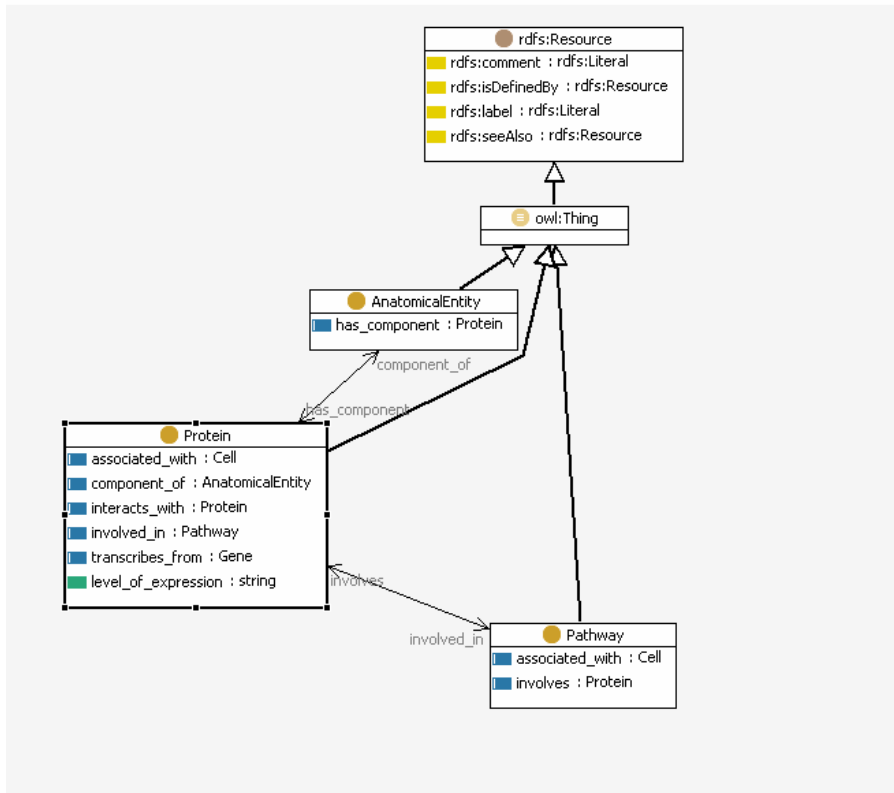 rdfs:Resource
rdfs:comment : rdfs:Literal
rdfs:isDefinedBy : rdfs:Resource
rdfs:label : rdfs:Literal
rdfs:seeAlso : rdfs:Resource
owl:Thing
AnatomicalEntity
has_component : Protein
component_of
has_component
Protein
associated_with : Cell
component_of : AnatomicalEntity
interacts_with : Protein
involved_in : Pathway
transcribes_from : Gene
level_of_expression : string
involves
involved_in
Pathway
associated_with : Cell
involves : Protein